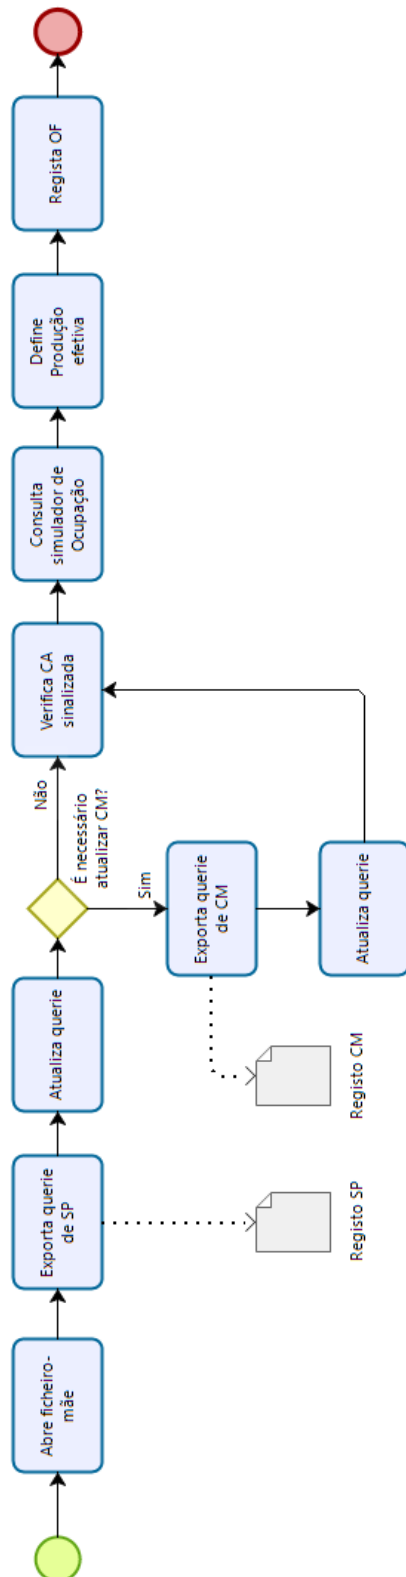 Abre ficheiro-
mãe
Exporta querie
de SP
Registo SP
Atualiza querie
É necessário
atualizar CM?
Não
Sim
Exporta querie
de CM
Registo CM
Atualiza querie
Verifica CA
sinalizada
Consulta
simulador de
Ocupação
Define
Produção
efetiva
Regista OF